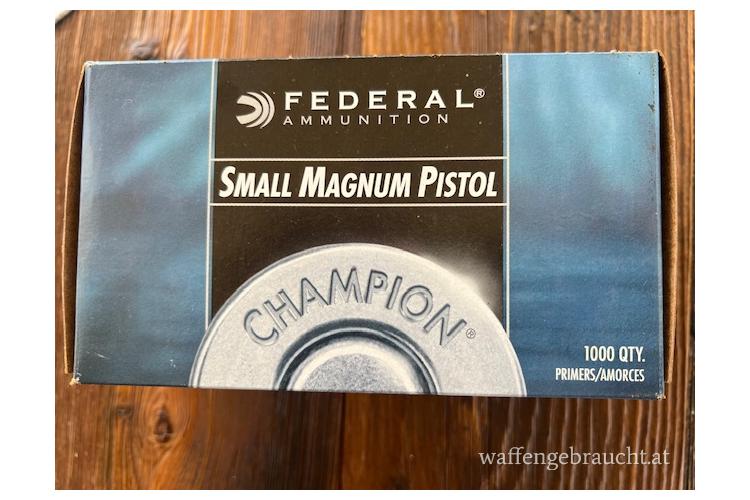 FEDERAL®
AMMUNITION
SMALL MAGNUM PISTOL
CHAMPION®
1000 QTY.
PRIMERS/AMORCES
waffengebraucht.at